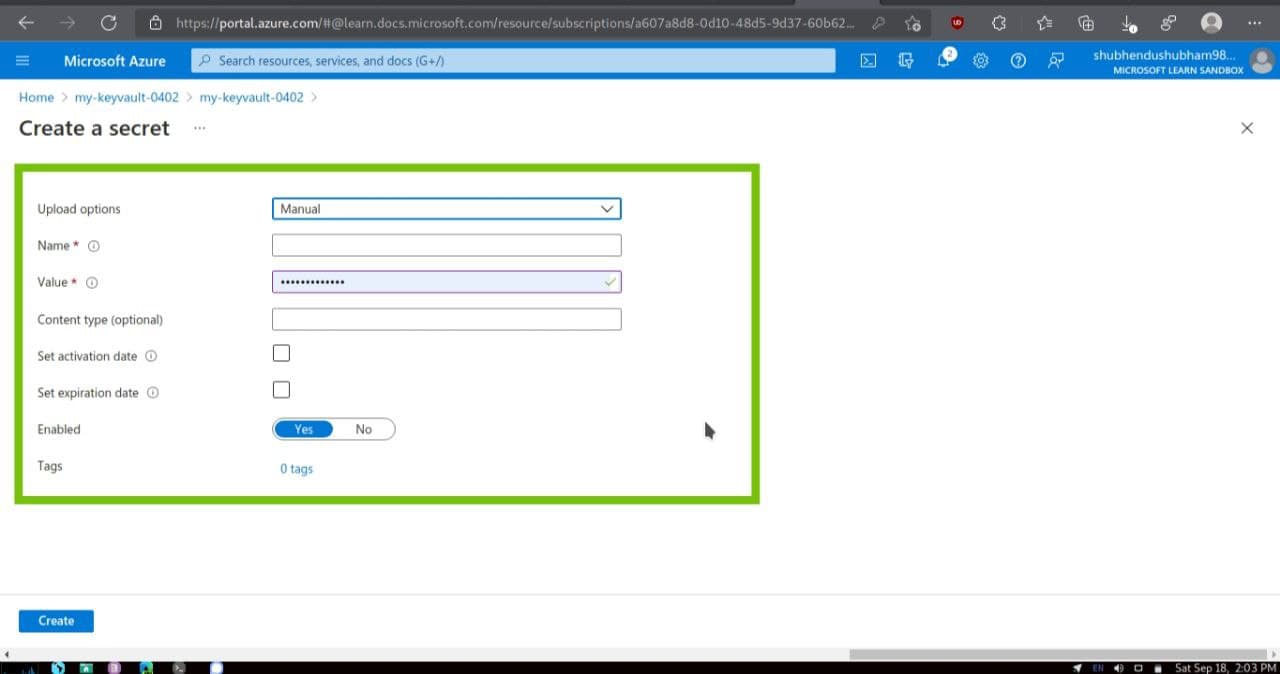 https://portal.azure.com/#@learn.docs.microsoft.com/resource/subscriptions/a607a8d8-0d10-48d5-9d37-60b62...
Microsoft Azure
Search resources, services, and docs (G+/)
2
shubhendushubham98...
MICROSOFT LEARN SANDBOX
Home > my-keyvault-0402 > my-keyvault-0402 >
Create a secret ...
Upload options Manual
Name *
Value * •••••••••••••
Content type (optional)
Set activation date
Set expiration date
Enabled Yes No
Tags 0 tags
Create
EN Sat Sep 18, 2:03 PM